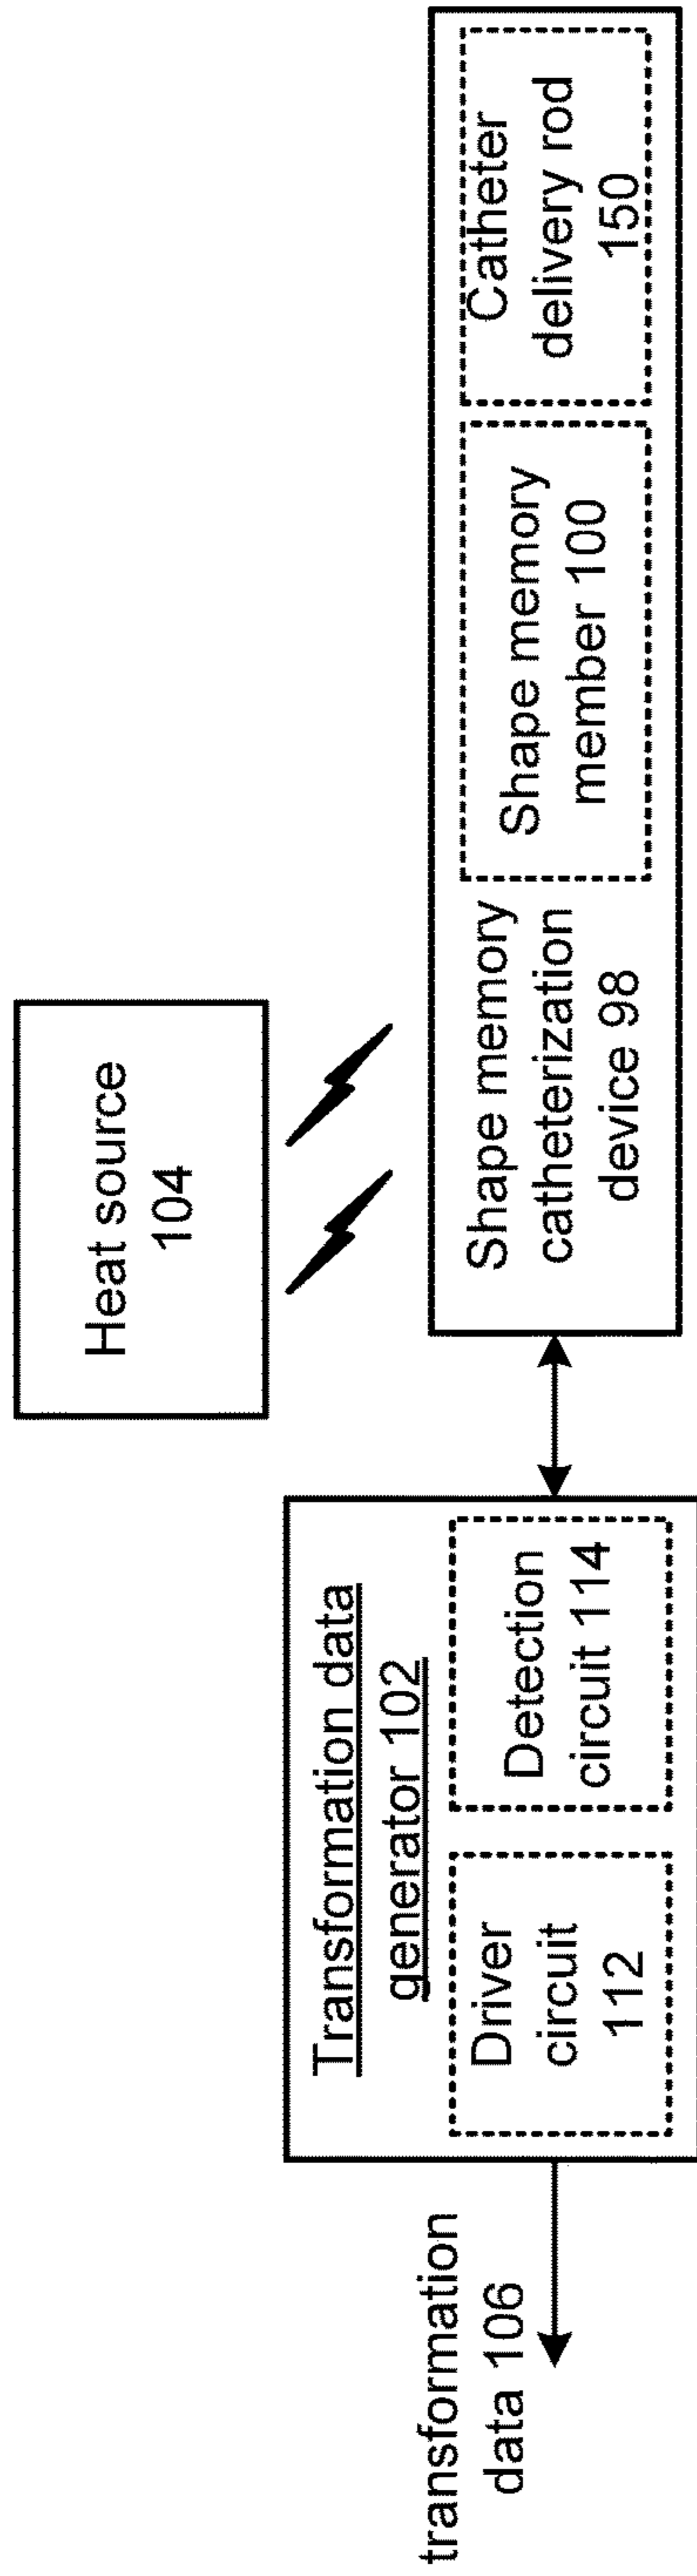 Heat source
104
transformation
data 106
Transformation data
generator 102
Driver
circuit
112
Detection
circuit 114
Shape memory
catheterization
device 98
Shape memory
member 100
Catheter
delivery rod
150